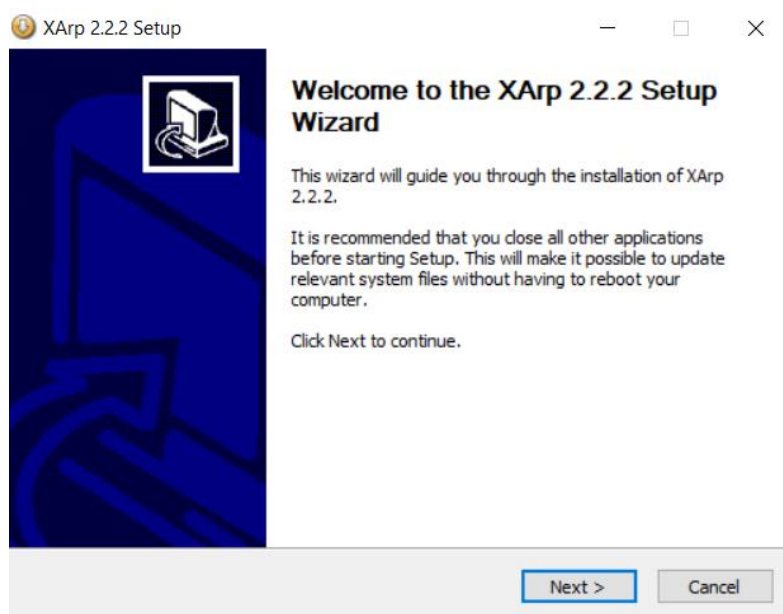 XArp 2.2.2 Setup
Welcome to the XArp 2.2.2 Setup
Wizard
This wizard will guide you through the installation of XArp
2.2.2.
It is recommended that you close all other applications
before starting Setup. This will make it possible to update
relevant system files without having to reboot your
computer.
Click Next to continue.
Next >
Cancel